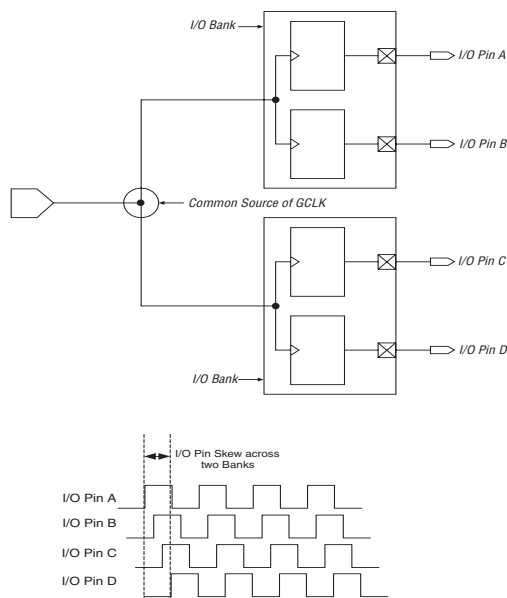 I/O Bank
I/O Pin A
I/O Pin B
Common Source of GCLK
I/O Pin C
I/O Pin D
I/O Bank
I/O Pin Skew across
two Banks
I/O Pin A
I/O Pin B
I/O Pin C
I/O Pin D